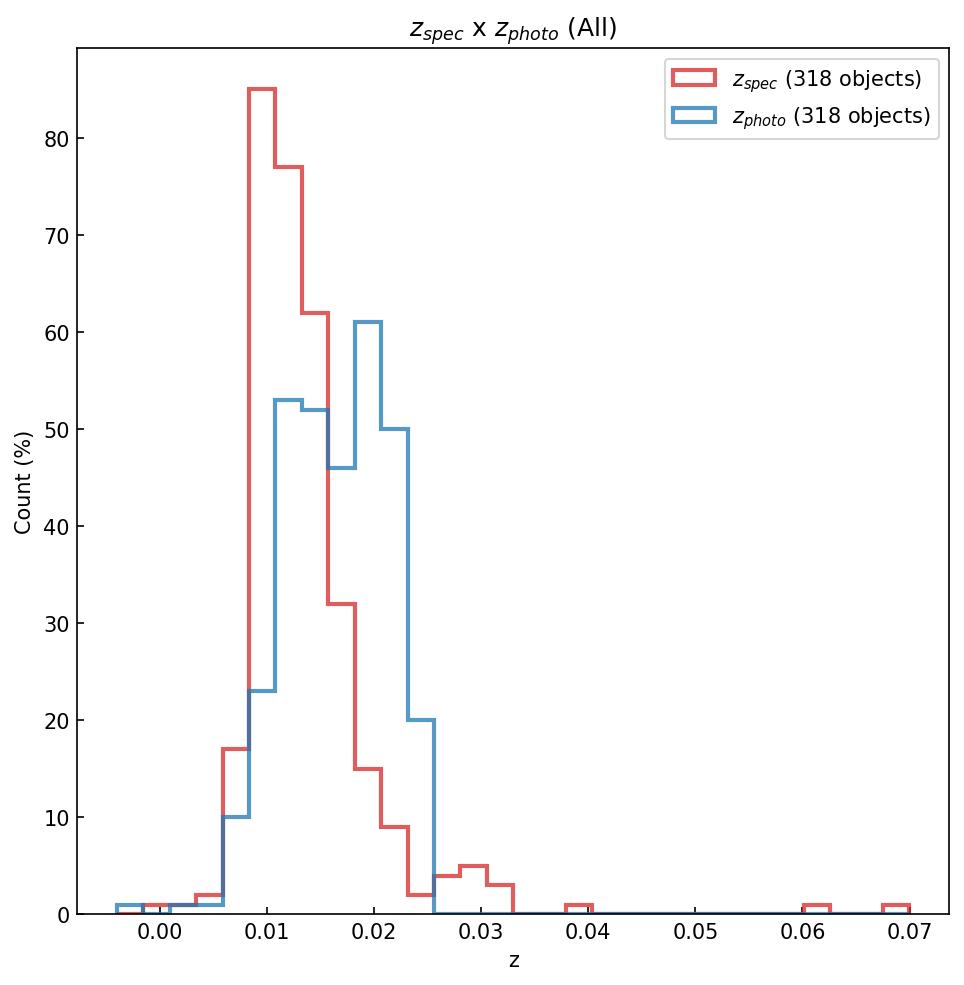 z_spec x z_photo (All)
z_spec (318 objects)
z_photo (318 objects)
Count (%)
80
70
60
50
40
30
20
10
0
0.00 0.01 0.02 0.03 0.04 0.05 0.06 0.07
z